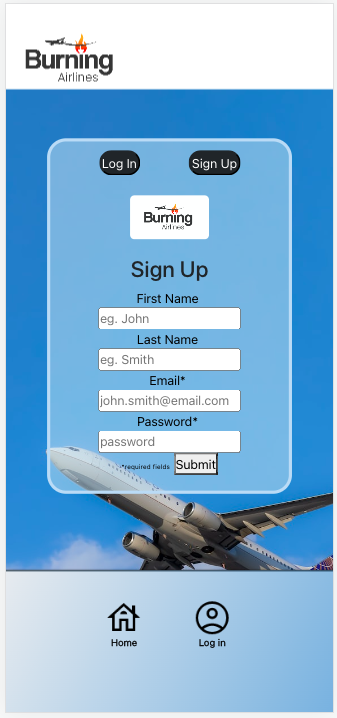 Burning
Airlines
Log In
Sign Up
Burning
Airlines
Sign Up
First Name
eg. John
Last Name
eg. Smith
Email*
john.smith@email.com
Password*
password
*required fields
Submit
Home
Log in